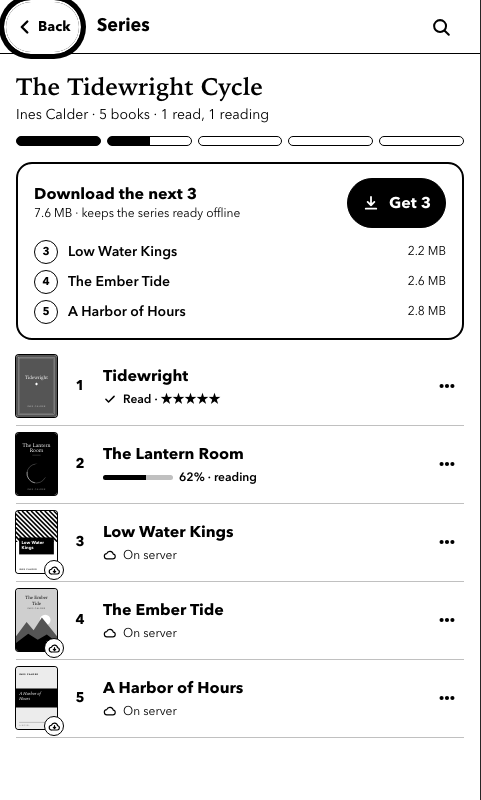 Back
Series
The Tidewright Cycle
Ines Calder · 5 books · 1 read, 1 reading
Download the next 3
7.6 MB · keeps the series ready offline
Get 3
3 Low Water Kings 2.2 MB
4 The Ember Tide 2.6 MB
5 A Harbor of Hours 2.8 MB
Tidewright
1
Tidewright
Read · ★★★★★
The Lantern
Room
2
The Lantern Room
62% · reading
Low Water
Kings
3
Low Water Kings
On server
The Ember
Tide
4
The Ember Tide
On server
A Harbor of
Hours
5
A Harbor of Hours
On server